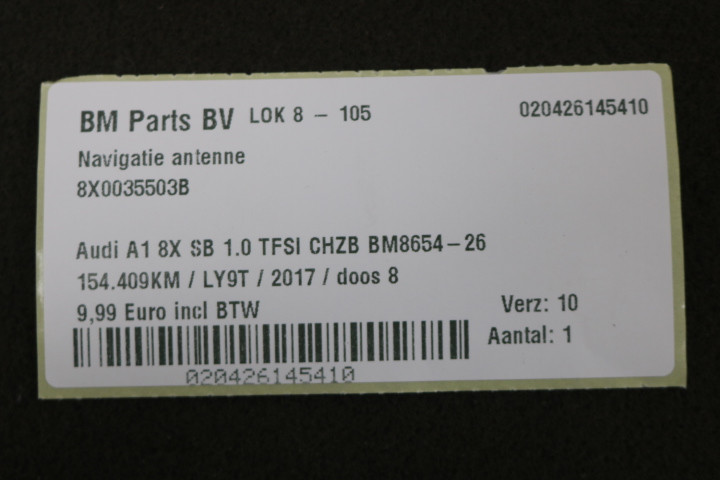 BM Parts BV LOK 8 - 105 020426145410
Navigatie antenne
8X0035503B
Audi A1 8X SB 1.0 TFSI CHZB BM8654-26
154.409KM / LY9T / 2017 / doos 8
9,99 Euro incl BTW Verz: 10
Aantal: 1
020426145410